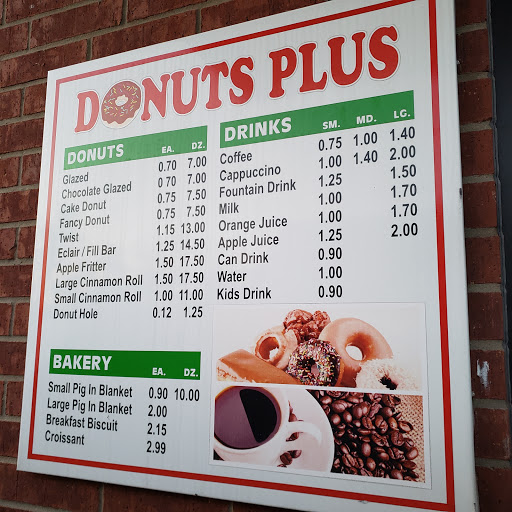 DONUTS PLUS
DONUTS EA. DZ.
Glazed 0.70 7.00
Chocolate Glazed 0.70 7.00
Cake Donut 0.75 7.50
Fancy Donut 0.75 7.50
Twist 1.15 13.00
Eclair / Fill Bar 1.25 14.50
Apple Fritter 1.50 17.50
Large Cinnamon Roll 1.50 17.50
Small Cinnamon Roll 1.00 11.00
Donut Hole 0.12 1.25
BAKERY EA. DZ.
Small Pig In Blanket 0.90 10.00
Large Pig In Blanket 2.00
Breakfast Biscuit 2.15
Croissant 2.99
DRINKS SM. MD. LG.
Coffee 0.75 1.00 1.40
Cappuccino 1.00 1.40 2.00
Fountain Drink 1.25 1.50
Milk 1.00 1.70
Orange Juice 1.00 1.70
Apple Juice 1.25 2.00
Can Drink 0.90
Water 1.00
Kids Drink 0.90